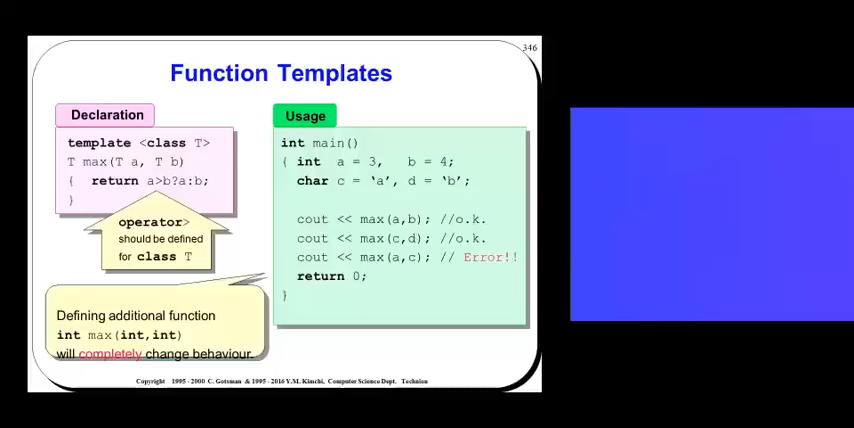 346
Function Templates
Declaration
template <class T>
T max(T a, T b)
{ return a>b?a:b;
}
operator>
should be defined
for class T
Defining additional function
int max(int,int)
will completely change behaviour.
Usage
int main()
{ int a = 3, b = 4;
char c = ‘a’, d = ‘b’;
cout << max(a,b); //o.k.
cout << max(c,d); //o.k.
cout << max(a,c); // Error!!
return 0;
}
Copyright 1995 - 2000 C. Gotsman & 1995 - 2016 Y.M. Kimchi, Computer Science Dept. Technion